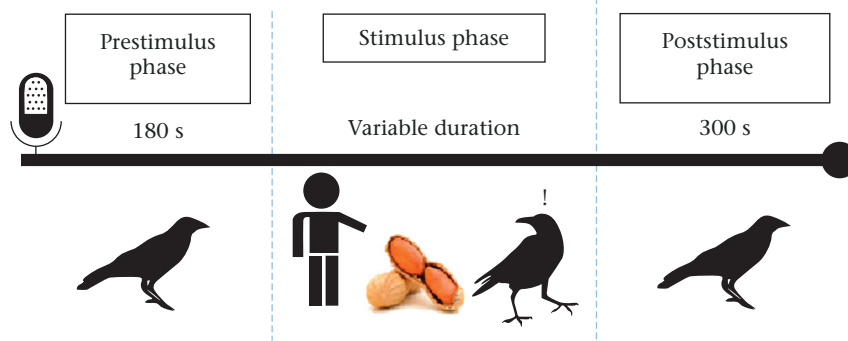 Prestimulus
phase
Stimulus phase
Poststimulus
phase
180 s
Variable duration
300 s
!